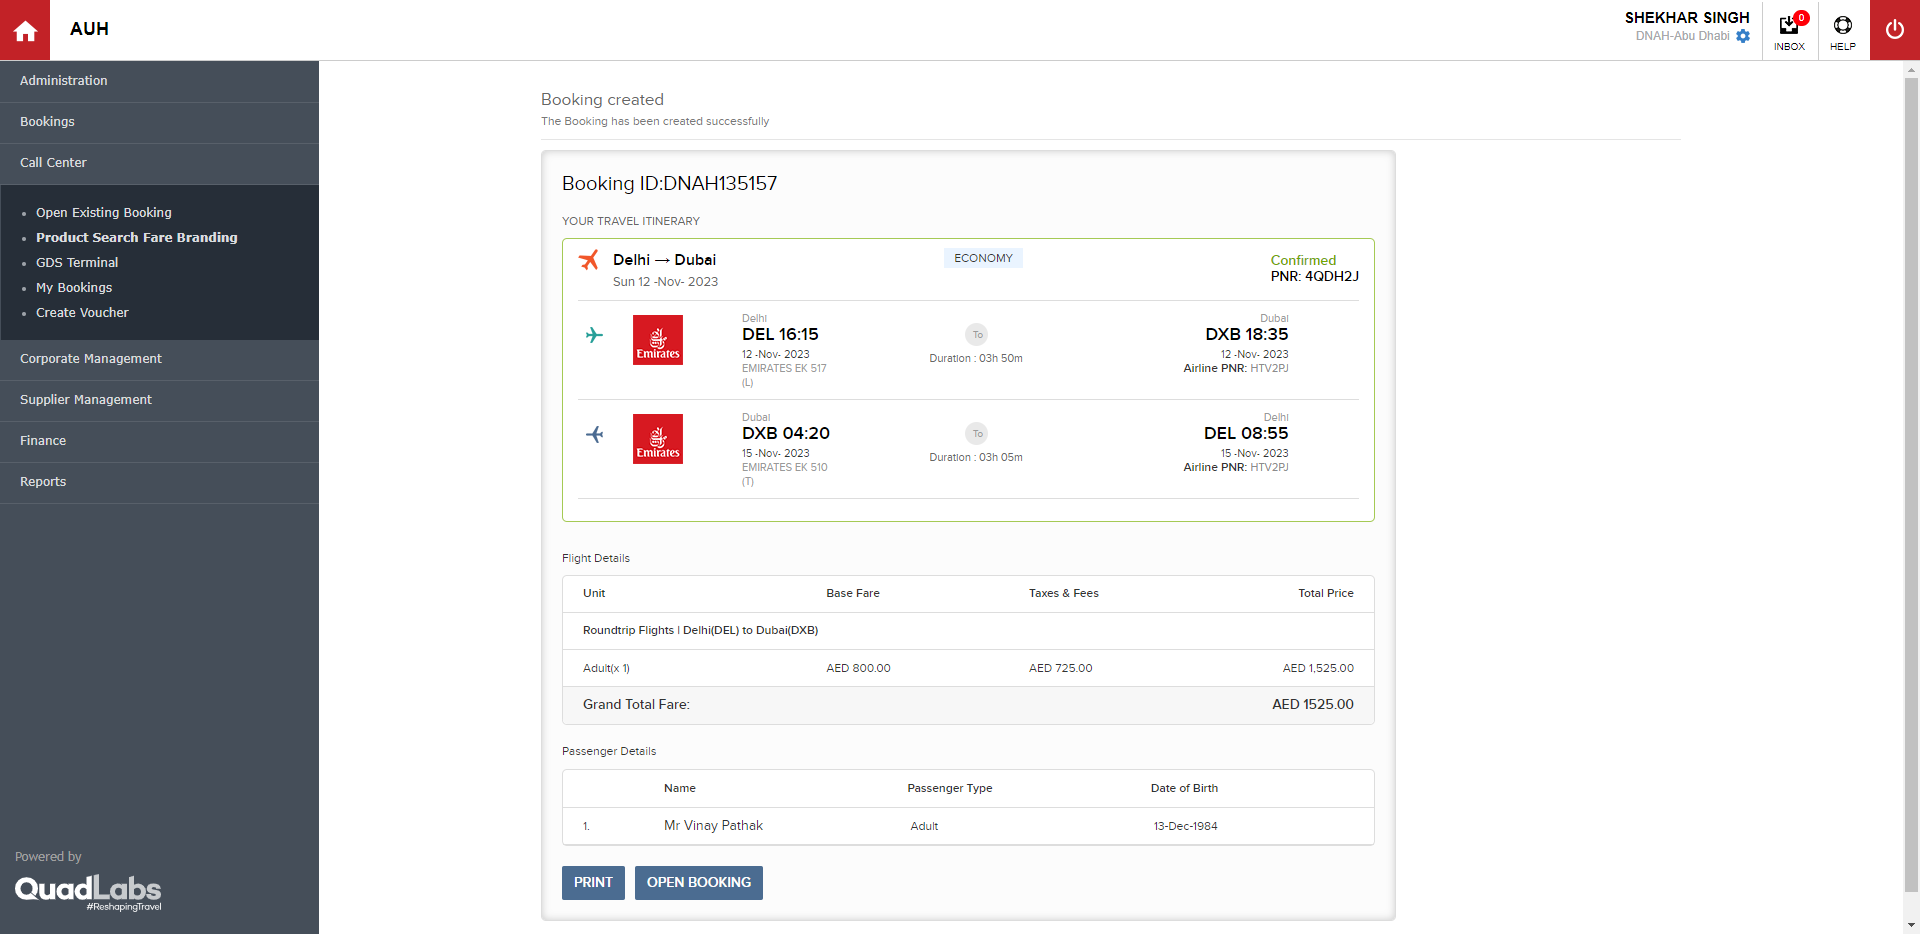 AUH
SHEKHAR SINGH
DNAH-Abu Dhabi
0
INBOX
HELP
Administration
Bookings
Call Center
Open Existing Booking
Product Search Fare Branding
GDS Terminal
My Bookings
Create Voucher
Corporate Management
Supplier Management
Finance
Reports
Powered by
QuadLabs
#ReshapingTravel
Booking created
The Booking has been created successfully
Booking ID:DNAH135157
YOUR TRAVEL ITINERARY
Delhi → Dubai
ECONOMY
Confirmed
Sun 12 -Nov- 2023
PNR: 4QDH2J
Emirates
Delhi
DEL 16:15
12 -Nov- 2023
EMIRATES EK 517
(L)
To
Duration : 03h 50m
Dubai
DXB 18:35
12 -Nov- 2023
Airline PNR: HTV2PJ
Emirates
Dubai
DXB 04:20
15 -Nov- 2023
EMIRATES EK 510
(T)
To
Duration : 03h 05m
Delhi
DEL 08:55
15 -Nov- 2023
Airline PNR: HTV2PJ
Flight Details
Unit Base Fare Taxes & Fees Total Price
Roundtrip Flights | Delhi(DEL) to Dubai(DXB)
Adult(x 1) AED 800.00 AED 725.00 AED 1,525.00
Grand Total Fare: AED 1525.00
Passenger Details
Name Passenger Type Date of Birth
1. Mr Vinay Pathak Adult 13-Dec-1984
PRINT OPEN BOOKING